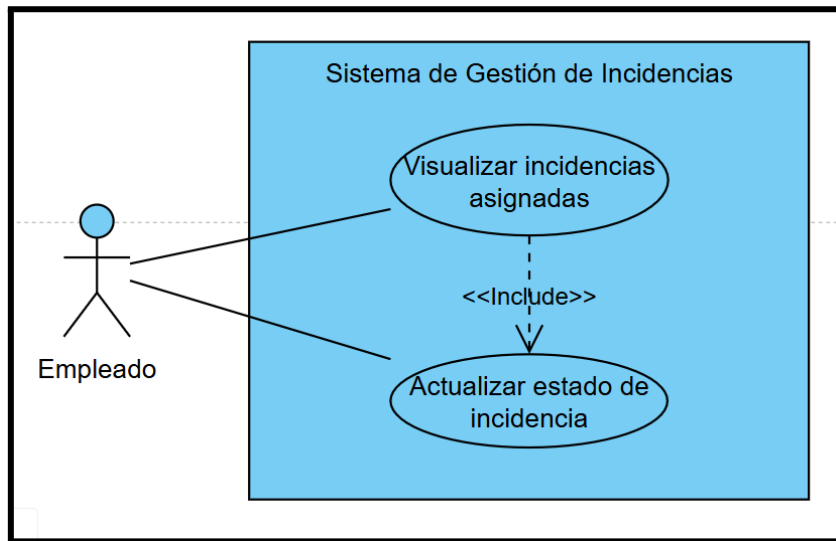 Sistema de Gestión de Incidencias
Visualizar incidencias
asignadas
<<Include>>
Empleado
Actualizar estado de
incidencia